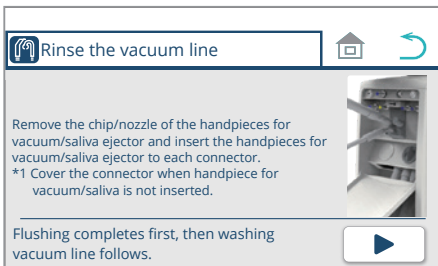 Rinse the vacuum line
Remove the chip/nozzle of the handpieces for
vacuum/saliva ejector and insert the handpieces for
vacuum/saliva ejector to each connector.
*1 Cover the connector when handpiece for
vacuum/saliva is not inserted.
Flushing completes first, then washing
vacuum line follows.